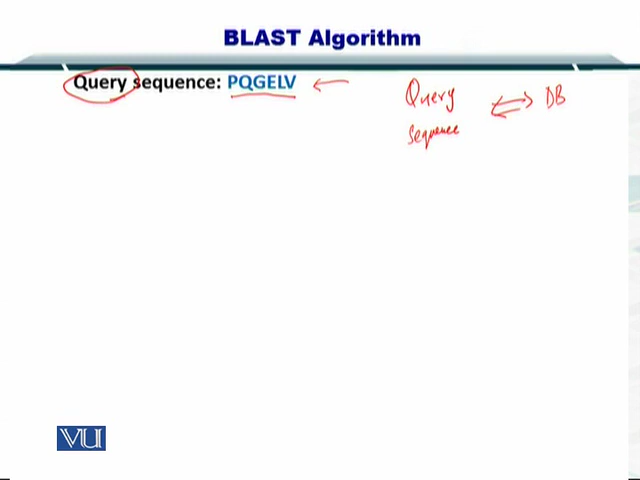 BLAST Algorithm
Query sequence: PQGELV
Query
sequence
DB
VU